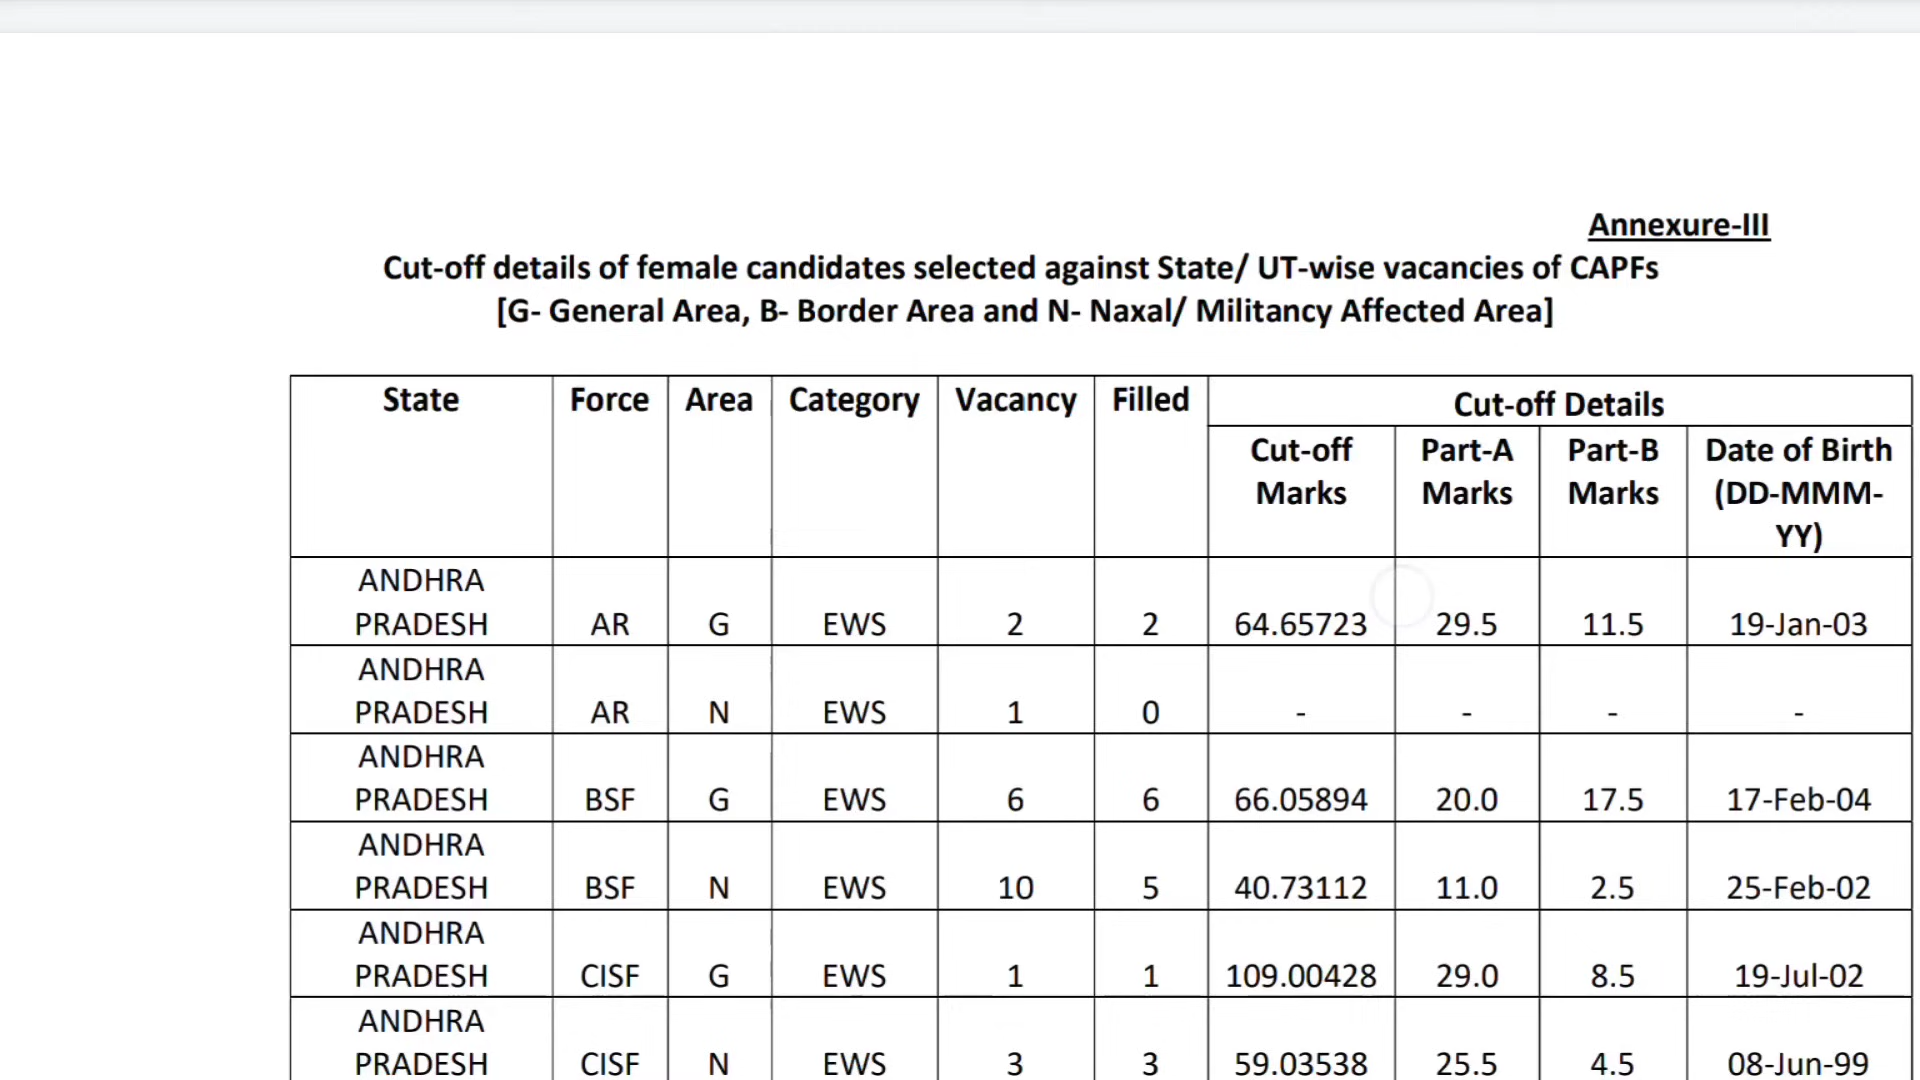 Annexure-III
Cut-off details of female candidates selected against State/ UT-wise vacancies of CAPFs
[G- General Area, B- Border Area and N- Naxal/ Militancy Affected Area]
State Force Area Category Vacancy Filled Cut-off Details
Cut-off Marks Part-A Marks Part-B Marks Date of Birth (DD-MMM-YY)
ANDHRA
PRADESH AR G EWS 2 2 64.65723 29.5 11.5 19-Jan-03
ANDHRA
PRADESH AR N EWS 1 0 - - - -
ANDHRA
PRADESH BSF G EWS 6 6 66.05894 20.0 17.5 17-Feb-04
ANDHRA
PRADESH BSF N EWS 10 5 40.73112 11.0 2.5 25-Feb-02
ANDHRA
PRADESH CISF G EWS 1 1 109.00428 29.0 8.5 19-Jul-02
ANDHRA
PRADESH CISF N EWS 3 3 59.03538 25.5 4.5 08-Jun-99